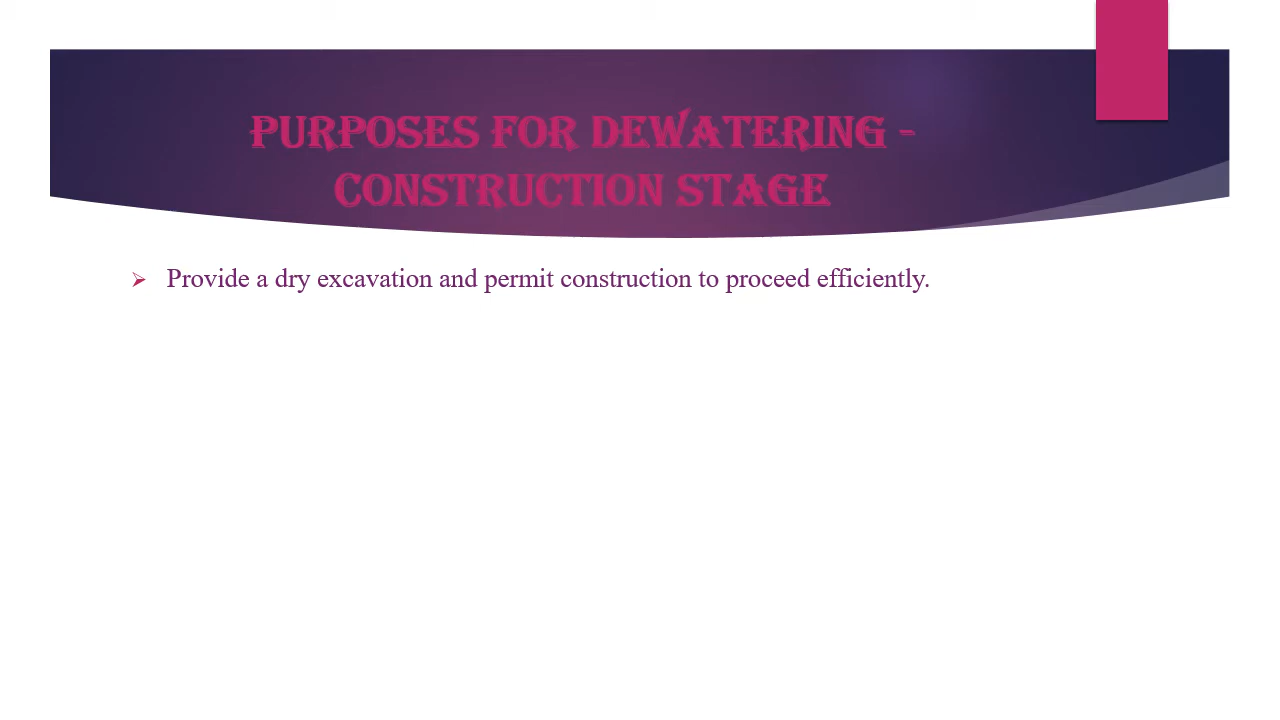 PURPOSES FOR DEWATERING -
CONSTRUCTION STAGE
Provide a dry excavation and permit construction to proceed efficiently.